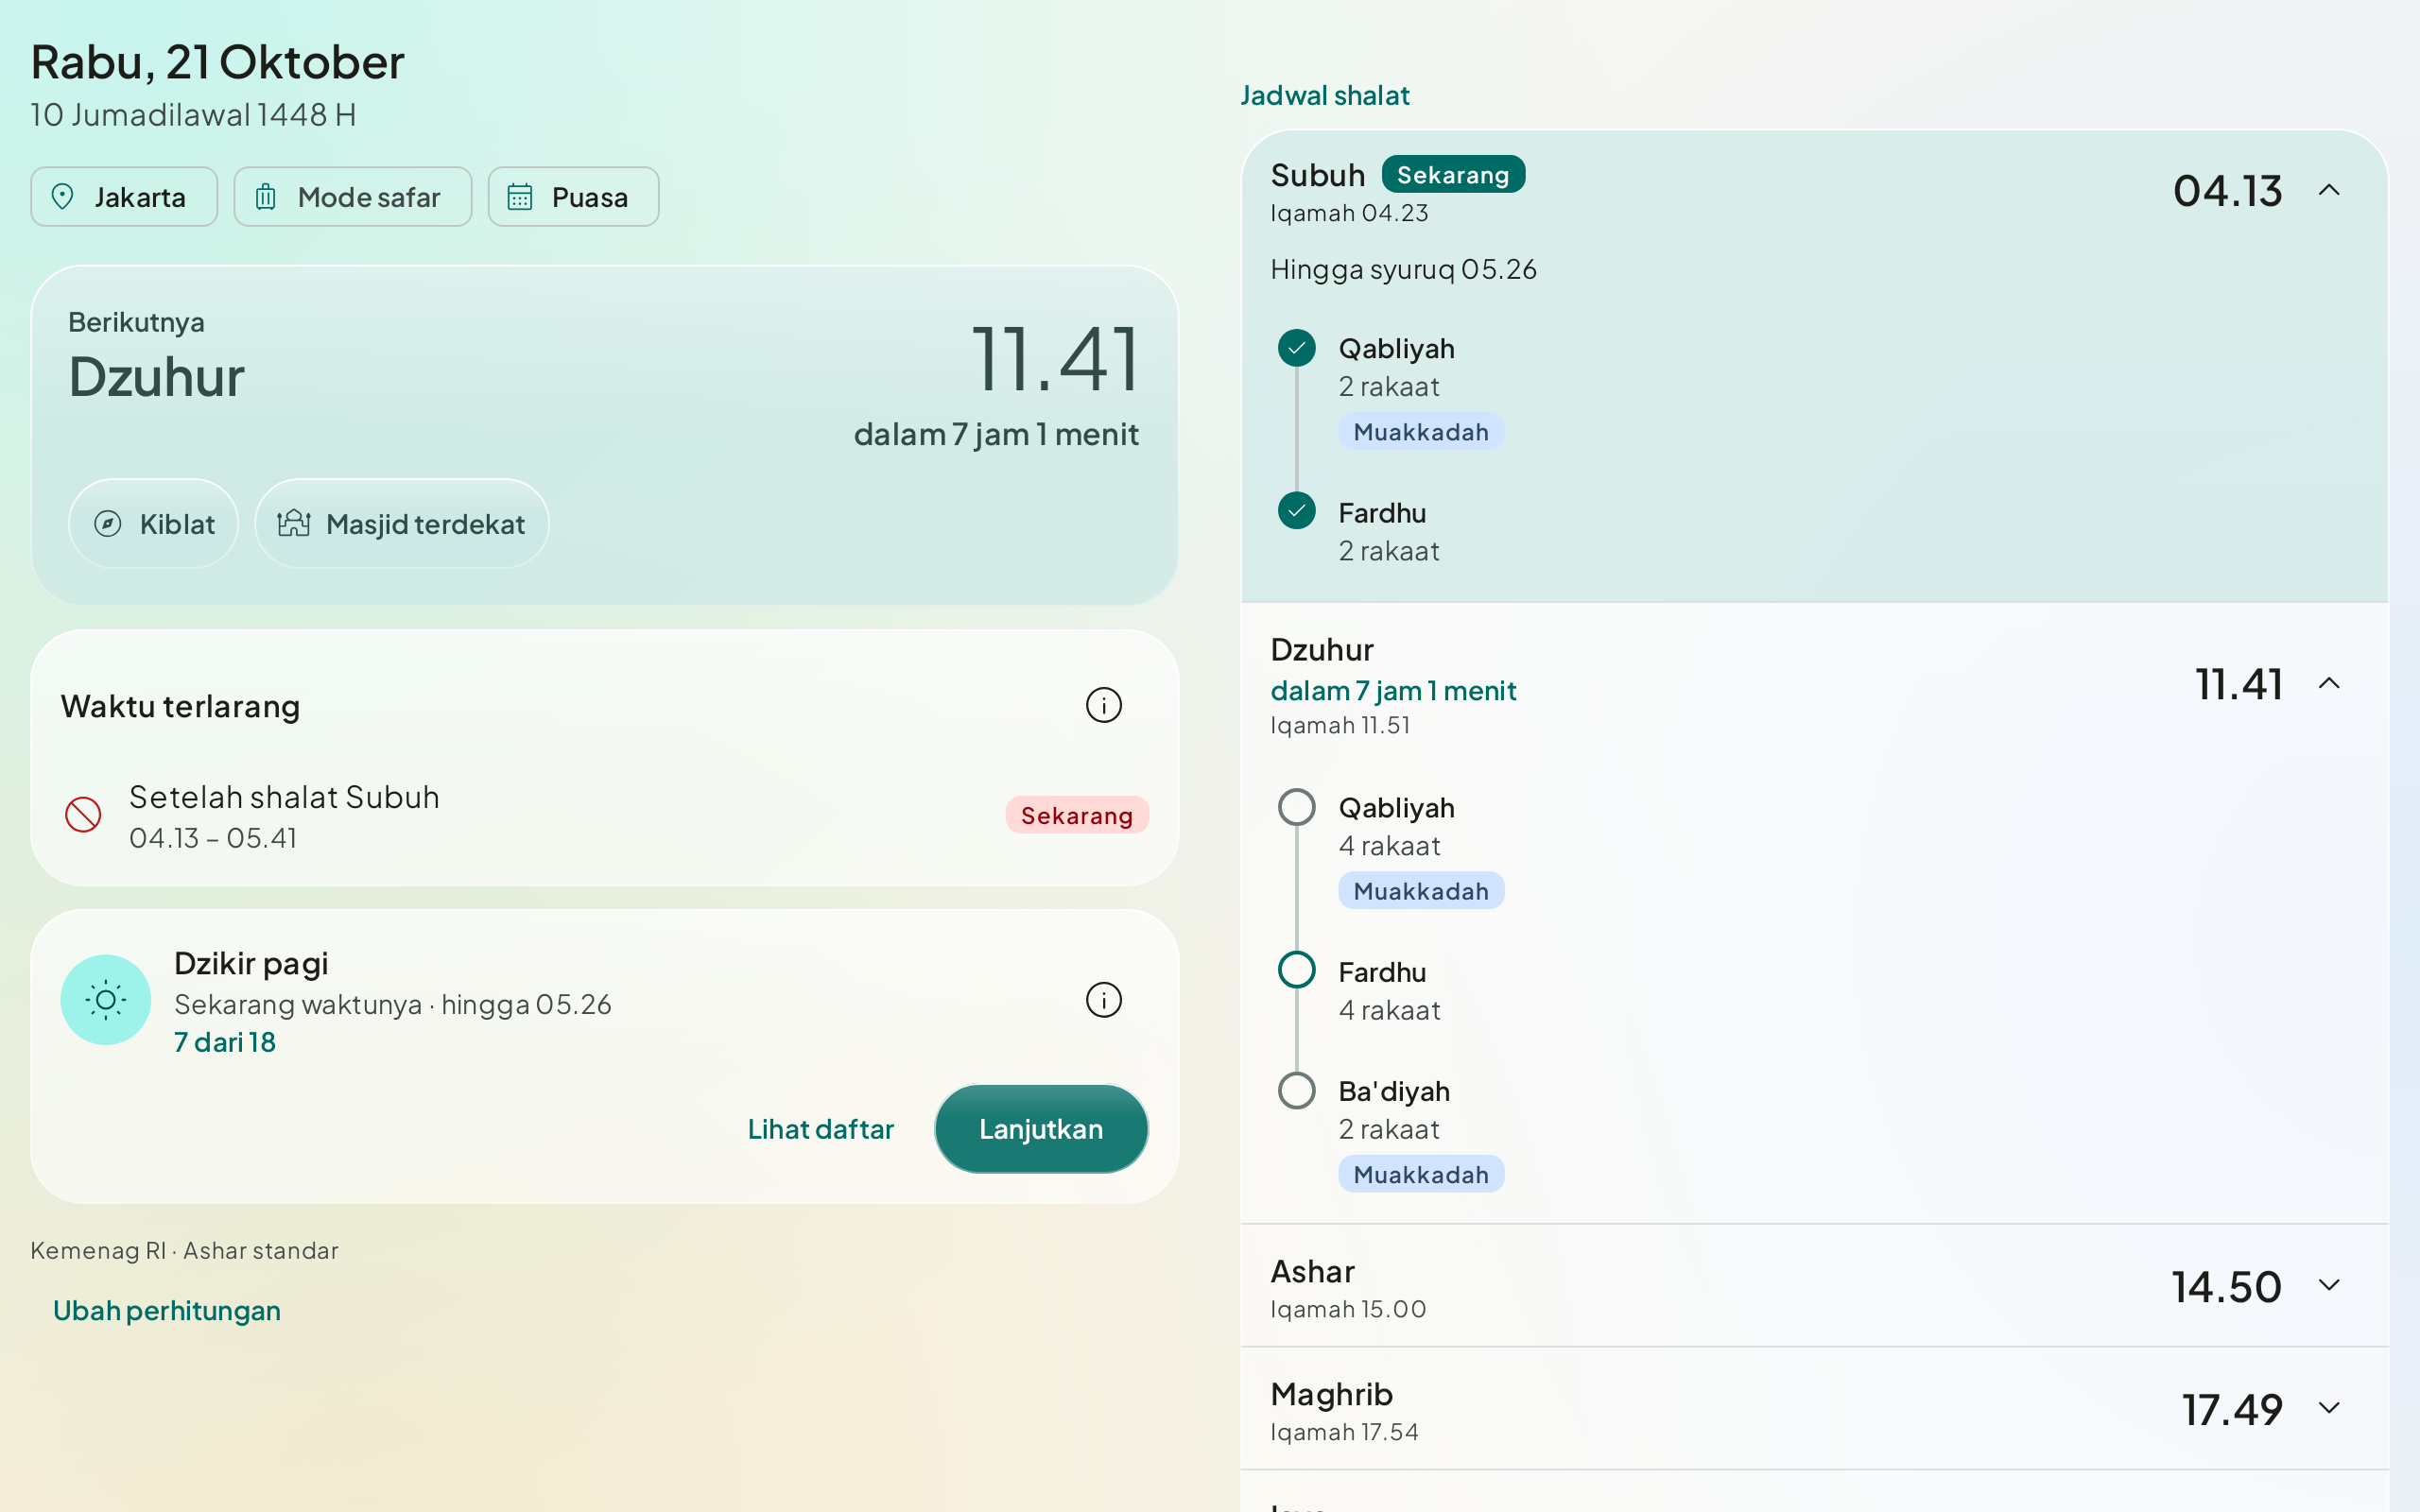 Rabu, 21 Oktober
10 Jumadilawal 1448 H
Jakarta
Mode safar
Puasa
Berikutnya
Dzuhur
11.41
dalam 7 jam 1 menit
Kiblat
Masjid terdekat
Waktu terlarang
Setelah shalat Subuh
04.13 – 05.41
Sekarang
Dzikir pagi
Sekarang waktunya · hingga 05.26
7 dari 18
Lihat daftar
Lanjutkan
Kemenag RI · Ashar standar
Ubah perhitungan
Jadwal shalat
Subuh
Sekarang
Iqamah 04.23
04.13
Hingga syuruq 05.26
Qabliyah
2 rakaat
Muakkadah
Fardhu
2 rakaat
Dzuhur
dalam 7 jam 1 menit
Iqamah 11.51
11.41
Qabliyah
4 rakaat
Muakkadah
Fardhu
4 rakaat
Ba'diyah
2 rakaat
Muakkadah
Ashar
Iqamah 15.00
14.50
Maghrib
Iqamah 17.54
17.49